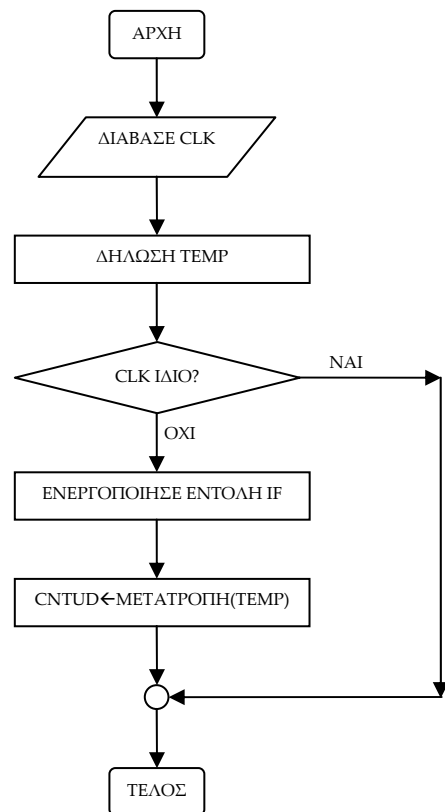 ΑΡΧΗ
ΔΙΑΒΑΣΕ CLK
ΔΗΛΩΣΗ TEMP
CLK ΙΔΙΟ?
ΝΑΙ
ΟΧΙ
ΕΝΕΡΓΟΠΟΙΗΣΕ ΕΝΤΟΛΗ IF
CNTUD←ΜΕΤΑΤΡΟΠΗ(TEMP)
ΤΕΛΟΣ